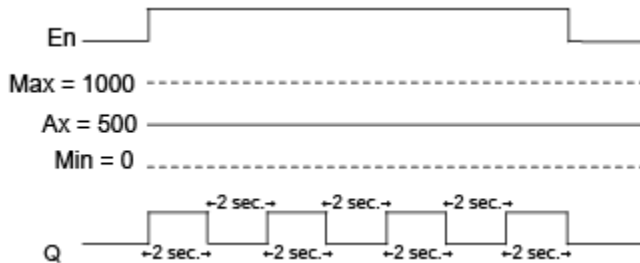 En
Max = 1000
Ax = 500
Min = 0
←2 sec.→ ←2 sec.→ ←2 sec.→
Q ←2 sec.→ ←2 sec.→ ←2 sec.→ ←2 sec.→